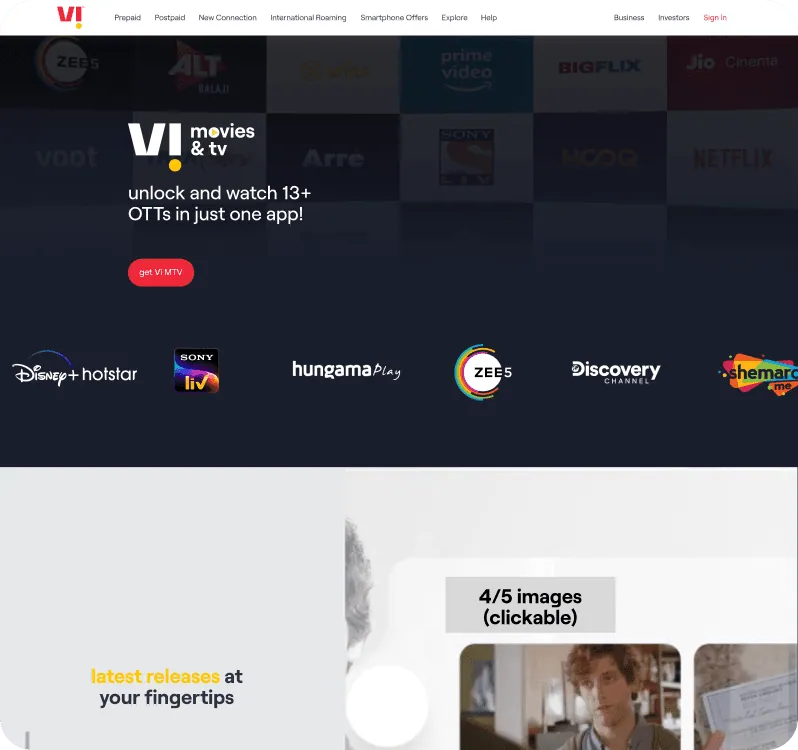 VI
Prepaid Postpaid New Connection International Roaming Smartphone Offers Explore Help Business Investors Sign In
ZEE5 ALT BALAJI prime video BIGFLIX Jio Cinema
voot Arre SONY LIV HOOQ NETFLIX
VI movies & tv
unlock and watch 13+
OTTs in just one app!
get Vi MTV
Disney+ hotstar SONY liv hungama Play ZEE5 Discovery CHANNEL shemaroo me
4/5 images
(clickable)
latest releases at
your fingertips